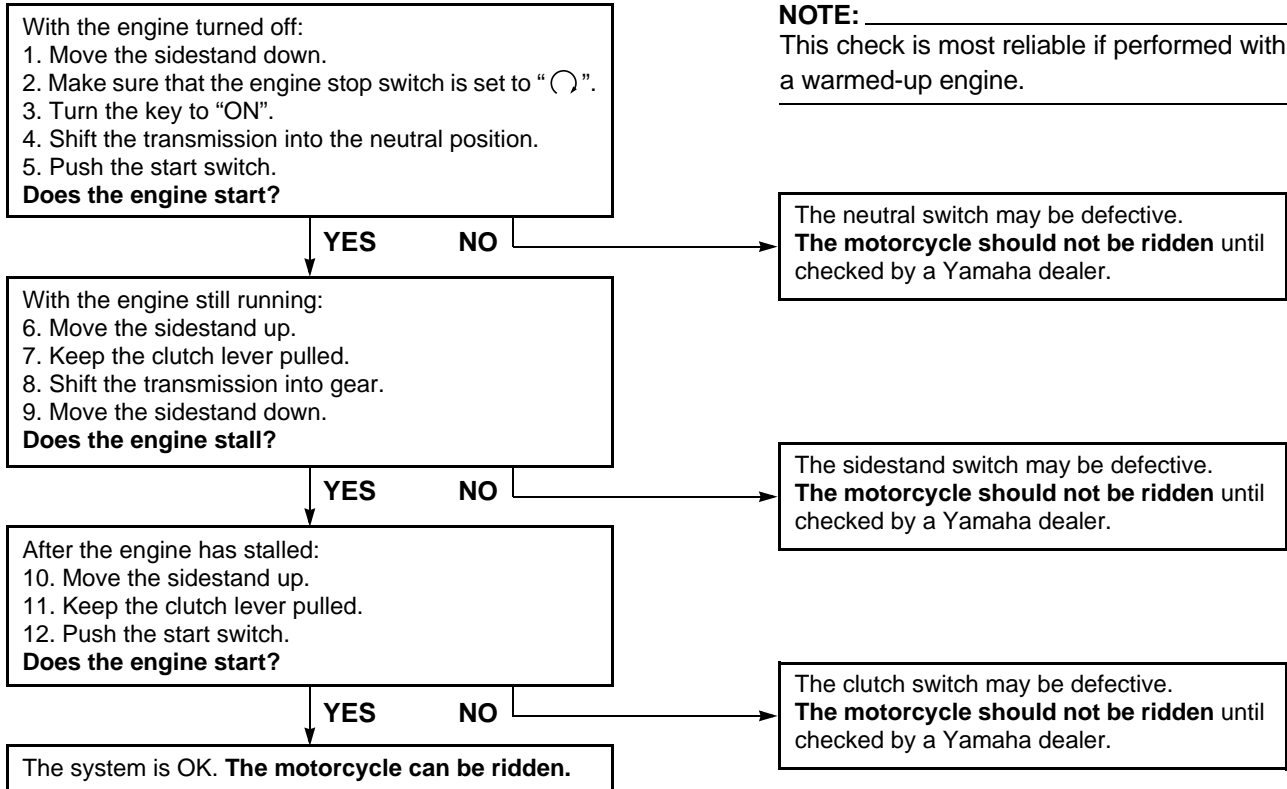 With the engine turned off:
1. Move the sidestand down.
2. Make sure that the engine stop switch is set to “ ”.
3. Turn the key to “ON”.
4. Shift the transmission into the neutral position.
5. Push the start switch.
Does the engine start?
NOTE:
This check is most reliable if performed with
a warmed-up engine.
YES NO
The neutral switch may be defective.
The motorcycle should not be ridden until
checked by a Yamaha dealer.
With the engine still running:
6. Move the sidestand up.
7. Keep the clutch lever pulled.
8. Shift the transmission into gear.
9. Move the sidestand down.
Does the engine stall?
YES NO
The sidestand switch may be defective.
The motorcycle should not be ridden until
checked by a Yamaha dealer.
After the engine has stalled:
10. Move the sidestand up.
11. Keep the clutch lever pulled.
12. Push the start switch.
Does the engine start?
YES NO
The clutch switch may be defective.
The motorcycle should not be ridden until
checked by a Yamaha dealer.
The system is OK. The motorcycle can be ridden.